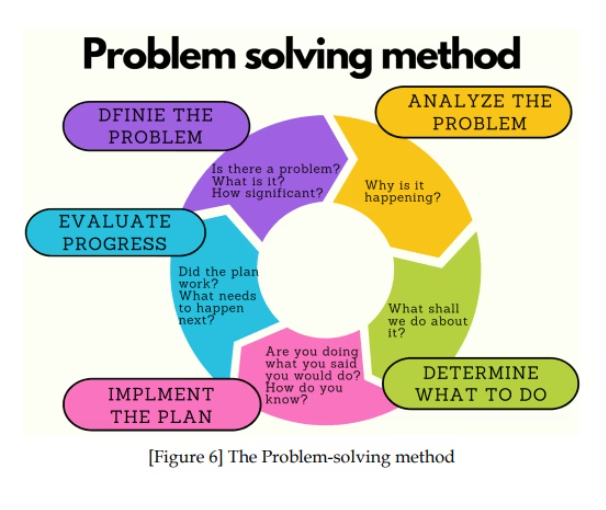 Problem solving method
DFINIE THE
PROBLEM
ANALYZE THE
PROBLEM
Is there a problem?
What is it?
How significant?
Why is it
happening?
EVALUATE
PROGRESS
Did the plan
work?
What needs
to happen
next?
What shall
we do about
it?
Are you doing
what you said
you would do?
How do you
know?
DETERMINE
WHAT TO DO
IMPLMENT
THE PLAN
[Figure 6] The Problem-solving method